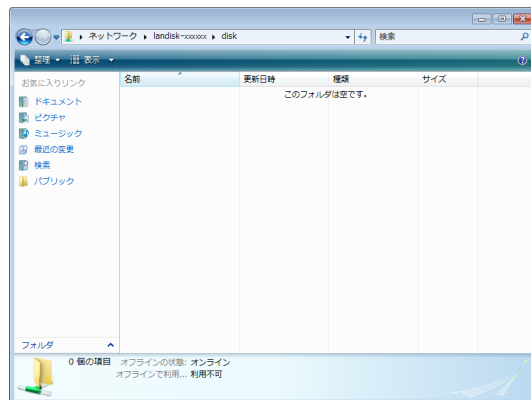 ネットワーク landisk-xxxxxx disk 検索
整理 表示
お気に入りリンク
ドキュメント
ピクチャ
ミュージック
最近の変更
検索
パブリック
フォルダ
名前 更新日時 種類 サイズ
このフォルダは空です。
0 個の項目 オフラインの状態: オンライン
オフラインで利用... 利用不可